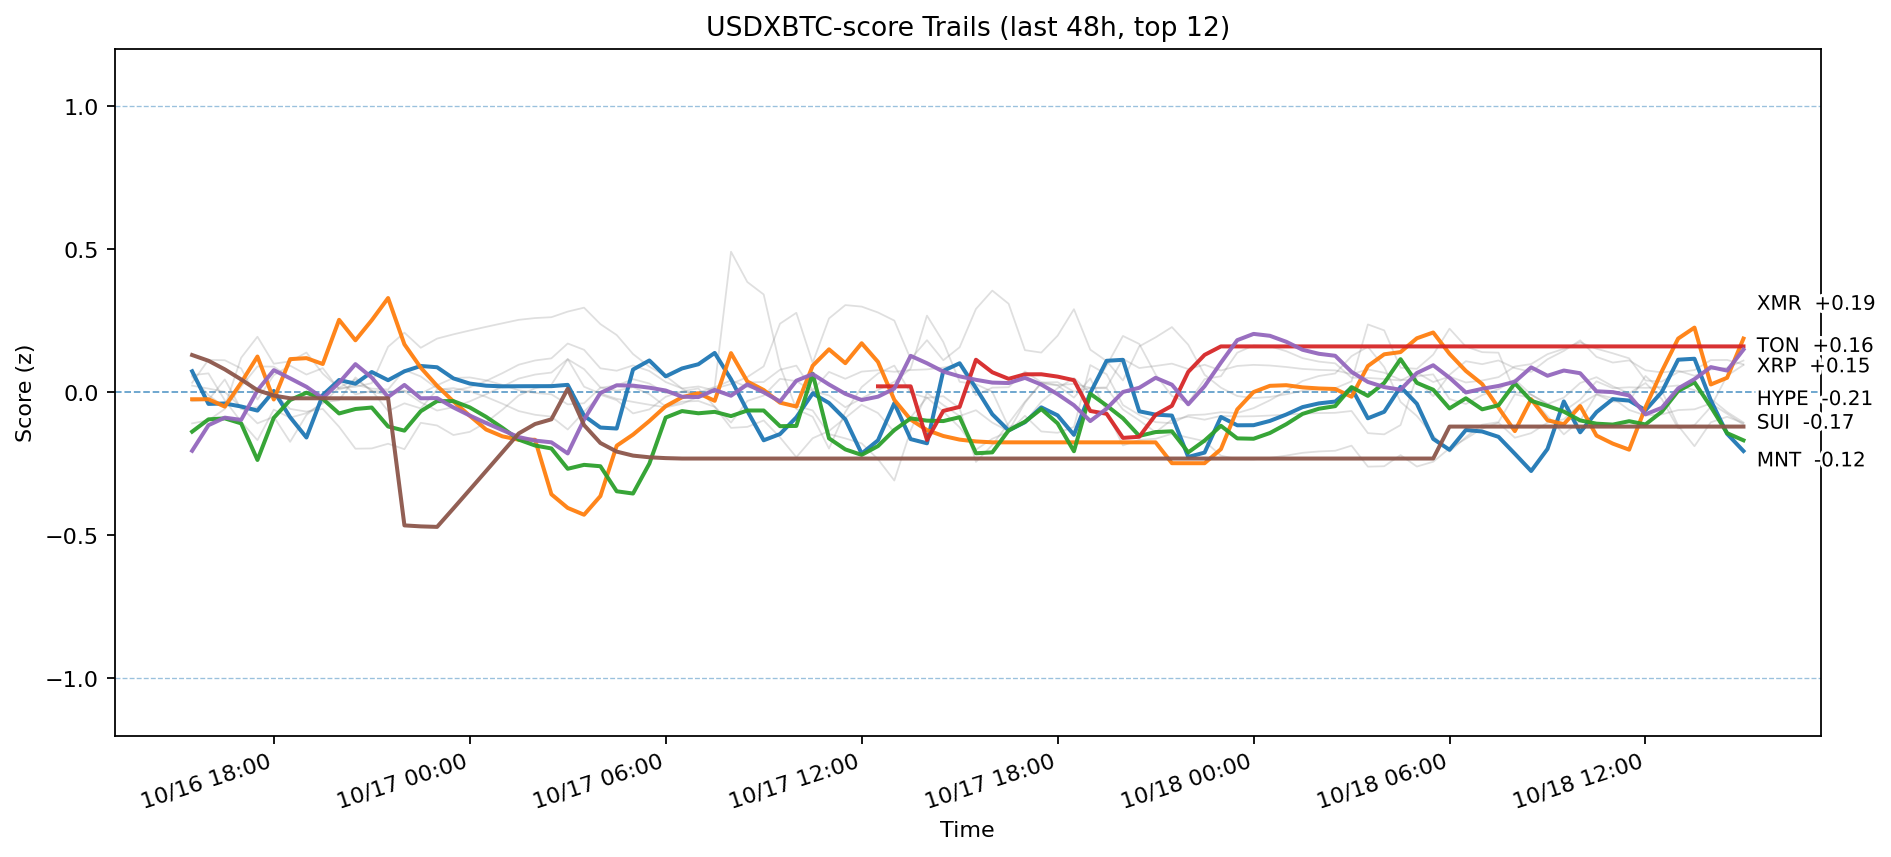 USDXBTC-score Trails (last 48h, top 12)
Score (z)
1.0
0.5
0.0
−0.5
−1.0
XMR +0.19
TON +0.16
XRP +0.15
HYPE -0.21
SUI -0.17
MNT -0.12
10/16 18:00
10/17 00:00
10/17 06:00
10/17 12:00
10/17 18:00
10/18 00:00
10/18 06:00
10/18 12:00
Time